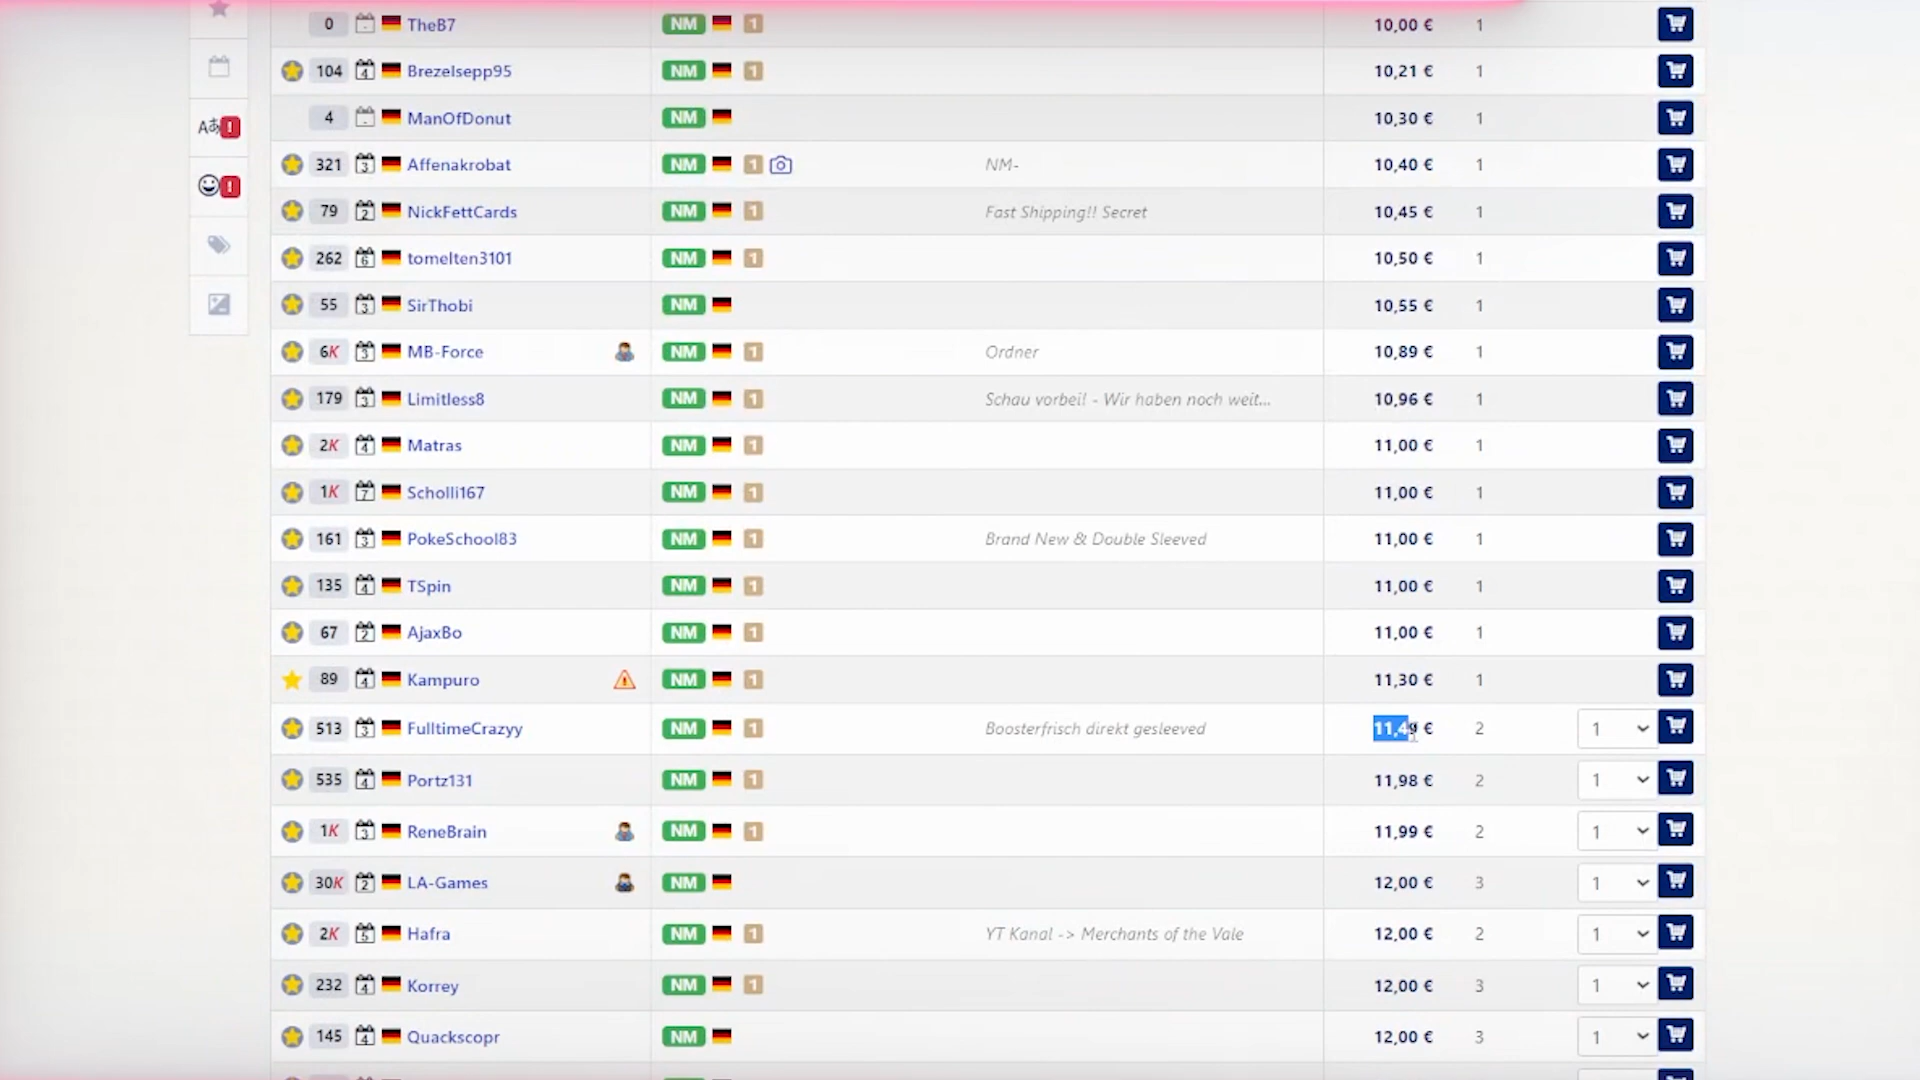 0 TheB7 NM 1 10,00 € 1
104 4 Brezelsepp95 NM 1 10,21 € 1
4 - ManOfDonut NM 10,30 € 1
Aあ ! 321 3 Affenakrobat NM 1 NM- 10,40 € 1
! 79 2 NickFettCards NM 1 Fast Shipping!! Secret 10,45 € 1
262 6 tomelten3101 NM 1 10,50 € 1
55 3 SirThobi NM 10,55 € 1
6K 3 MB-Force NM 1 Ordner 10,89 € 1
179 3 Limitless8 NM 1 Schau vorbei! - Wir haben noch weit... 10,96 € 1
2K 4 Matras NM 1 11,00 € 1
1K 7 Scholli167 NM 1 11,00 € 1
161 3 PokeSchool83 NM 1 Brand New & Double Sleeved 11,00 € 1
135 4 TSpin NM 1 11,00 € 1
67 2 AjaxBo NM 1 11,00 € 1
89 4 Kampuro NM 1 11,30 € 1
513 3 FulltimeCrazyy NM 1 Boosterfrisch direkt gesleeved 11,49 € 2 1
535 4 Portz131 NM 1 11,98 € 2 1
1K 3 ReneBrain NM 1 11,99 € 2 1
30K 2 LA-Games NM 12,00 € 3 1
2K 5 Hafra NM 1 YT Kanal -> Merchants of the Vale 12,00 € 2 1
232 4 Korrey NM 1 12,00 € 3 1
145 4 Quackscopr NM 12,00 € 3 1